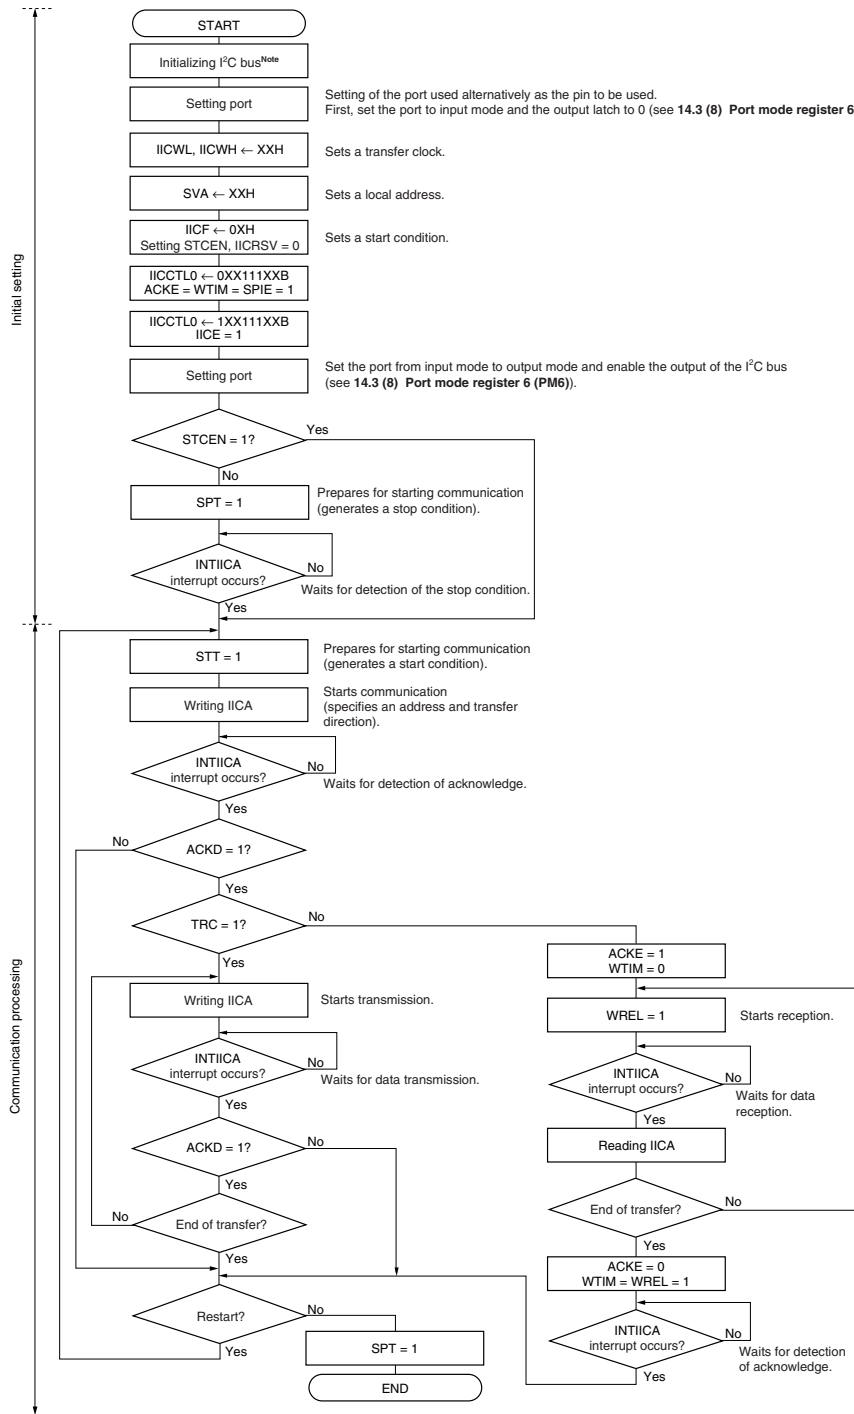 START
Initializing I²C bus^Note
Setting port
Setting of the port used alternatively as the pin to be used.
First, set the port to input mode and the output latch to 0 (see 14.3 (8) Port mode register 6
IICWL, IICWH ← XXH
Sets a transfer clock.
SVA ← XXH
Sets a local address.
IICF ← 0XH
Setting STCEN, IICRSV = 0
Sets a start condition.
IICCTL0 ← 0XX111XXB
ACKE = WTIM = SPIE = 1
IICCTL0 ← 1XX111XXB
IICE = 1
Initial setting
Setting port
Set the port from input mode to output mode and enable the output of the I²C bus
(see 14.3 (8) Port mode register 6 (PM6)).
STCEN = 1?
Yes
No
SPT = 1
Prepares for starting communication
(generates a stop condition).
INTIICA
interrupt occurs?
No
Waits for detection of the stop condition.
Yes
STT = 1
Prepares for starting communication
(generates a start condition).
Writing IICA
Starts communication
(specifies an address and transfer
direction).
INTIICA
interrupt occurs?
No
Waits for detection of acknowledge.
Yes
No
ACKD = 1?
Yes
TRC = 1?
No
Yes
Communication processing
Writing IICA
Starts transmission.
INTIICA
interrupt occurs?
No
Waits for data transmission.
Yes
ACKD = 1?
No
Yes
No
End of transfer?
Yes
Restart?
No
Yes
SPT = 1
END
ACKE = 1
WTIM = 0
WREL = 1
Starts reception.
INTIICA
interrupt occurs?
No
Waits for data
reception.
Yes
Reading IICA
End of transfer?
No
Yes
ACKE = 0
WTIM = WREL = 1
INTIICA
interrupt occurs?
No
Waits for detection
of acknowledge.
Yes